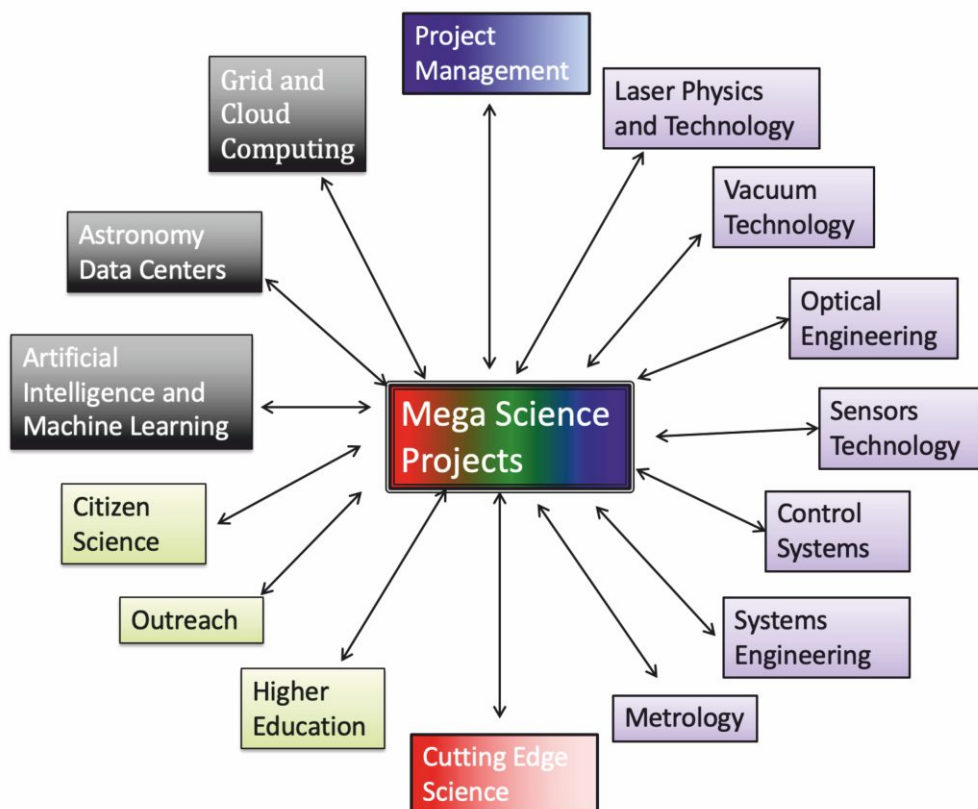 Project
Management
Grid and
Cloud
Computing
Laser Physics
and Technology
Vacuum
Technology
Astronomy
Data Centers
Optical
Engineering
Artificial
Intelligence and
Machine Learning
Mega Science
Projects
Sensors
Technology
Citizen
Science
Control
Systems
Outreach
Systems
Engineering
Higher
Education
Metrology
Cutting Edge
Science